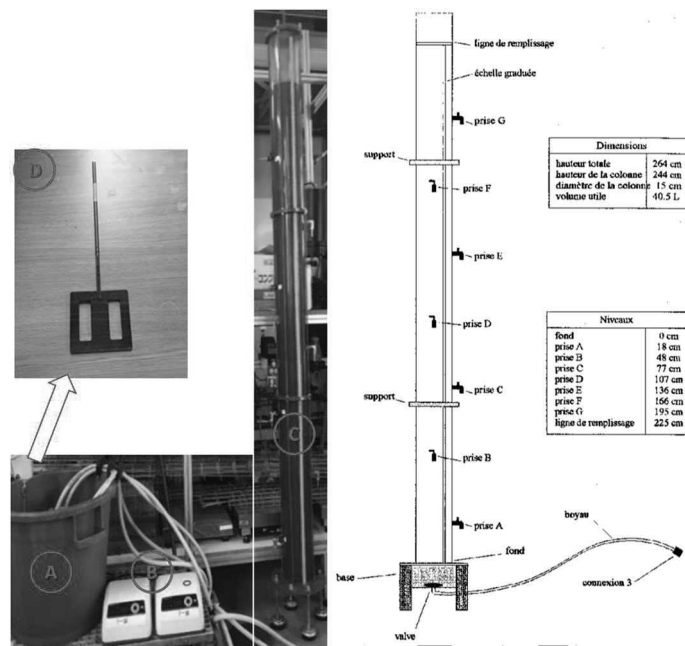 D
A
B
C
ligne de remplissage
échelle graduée
prise G
support
prise F
prise E
prise D
prise C
support
prise B
prise A
boyau
fond
base
connexion 3
valve
Dimensions
hauteur totale 264 cm
hauteur de la colonne 244 cm
diamètre de la colonne 15 cm
volume utile 40.5 L
Niveaux
fond 0 cm
prise A 18 cm
prise B 48 cm
prise C 77 cm
prise D 107 cm
prise E 136 cm
prise F 166 cm
prise G 195 cm
ligne de remplissage 225 cm